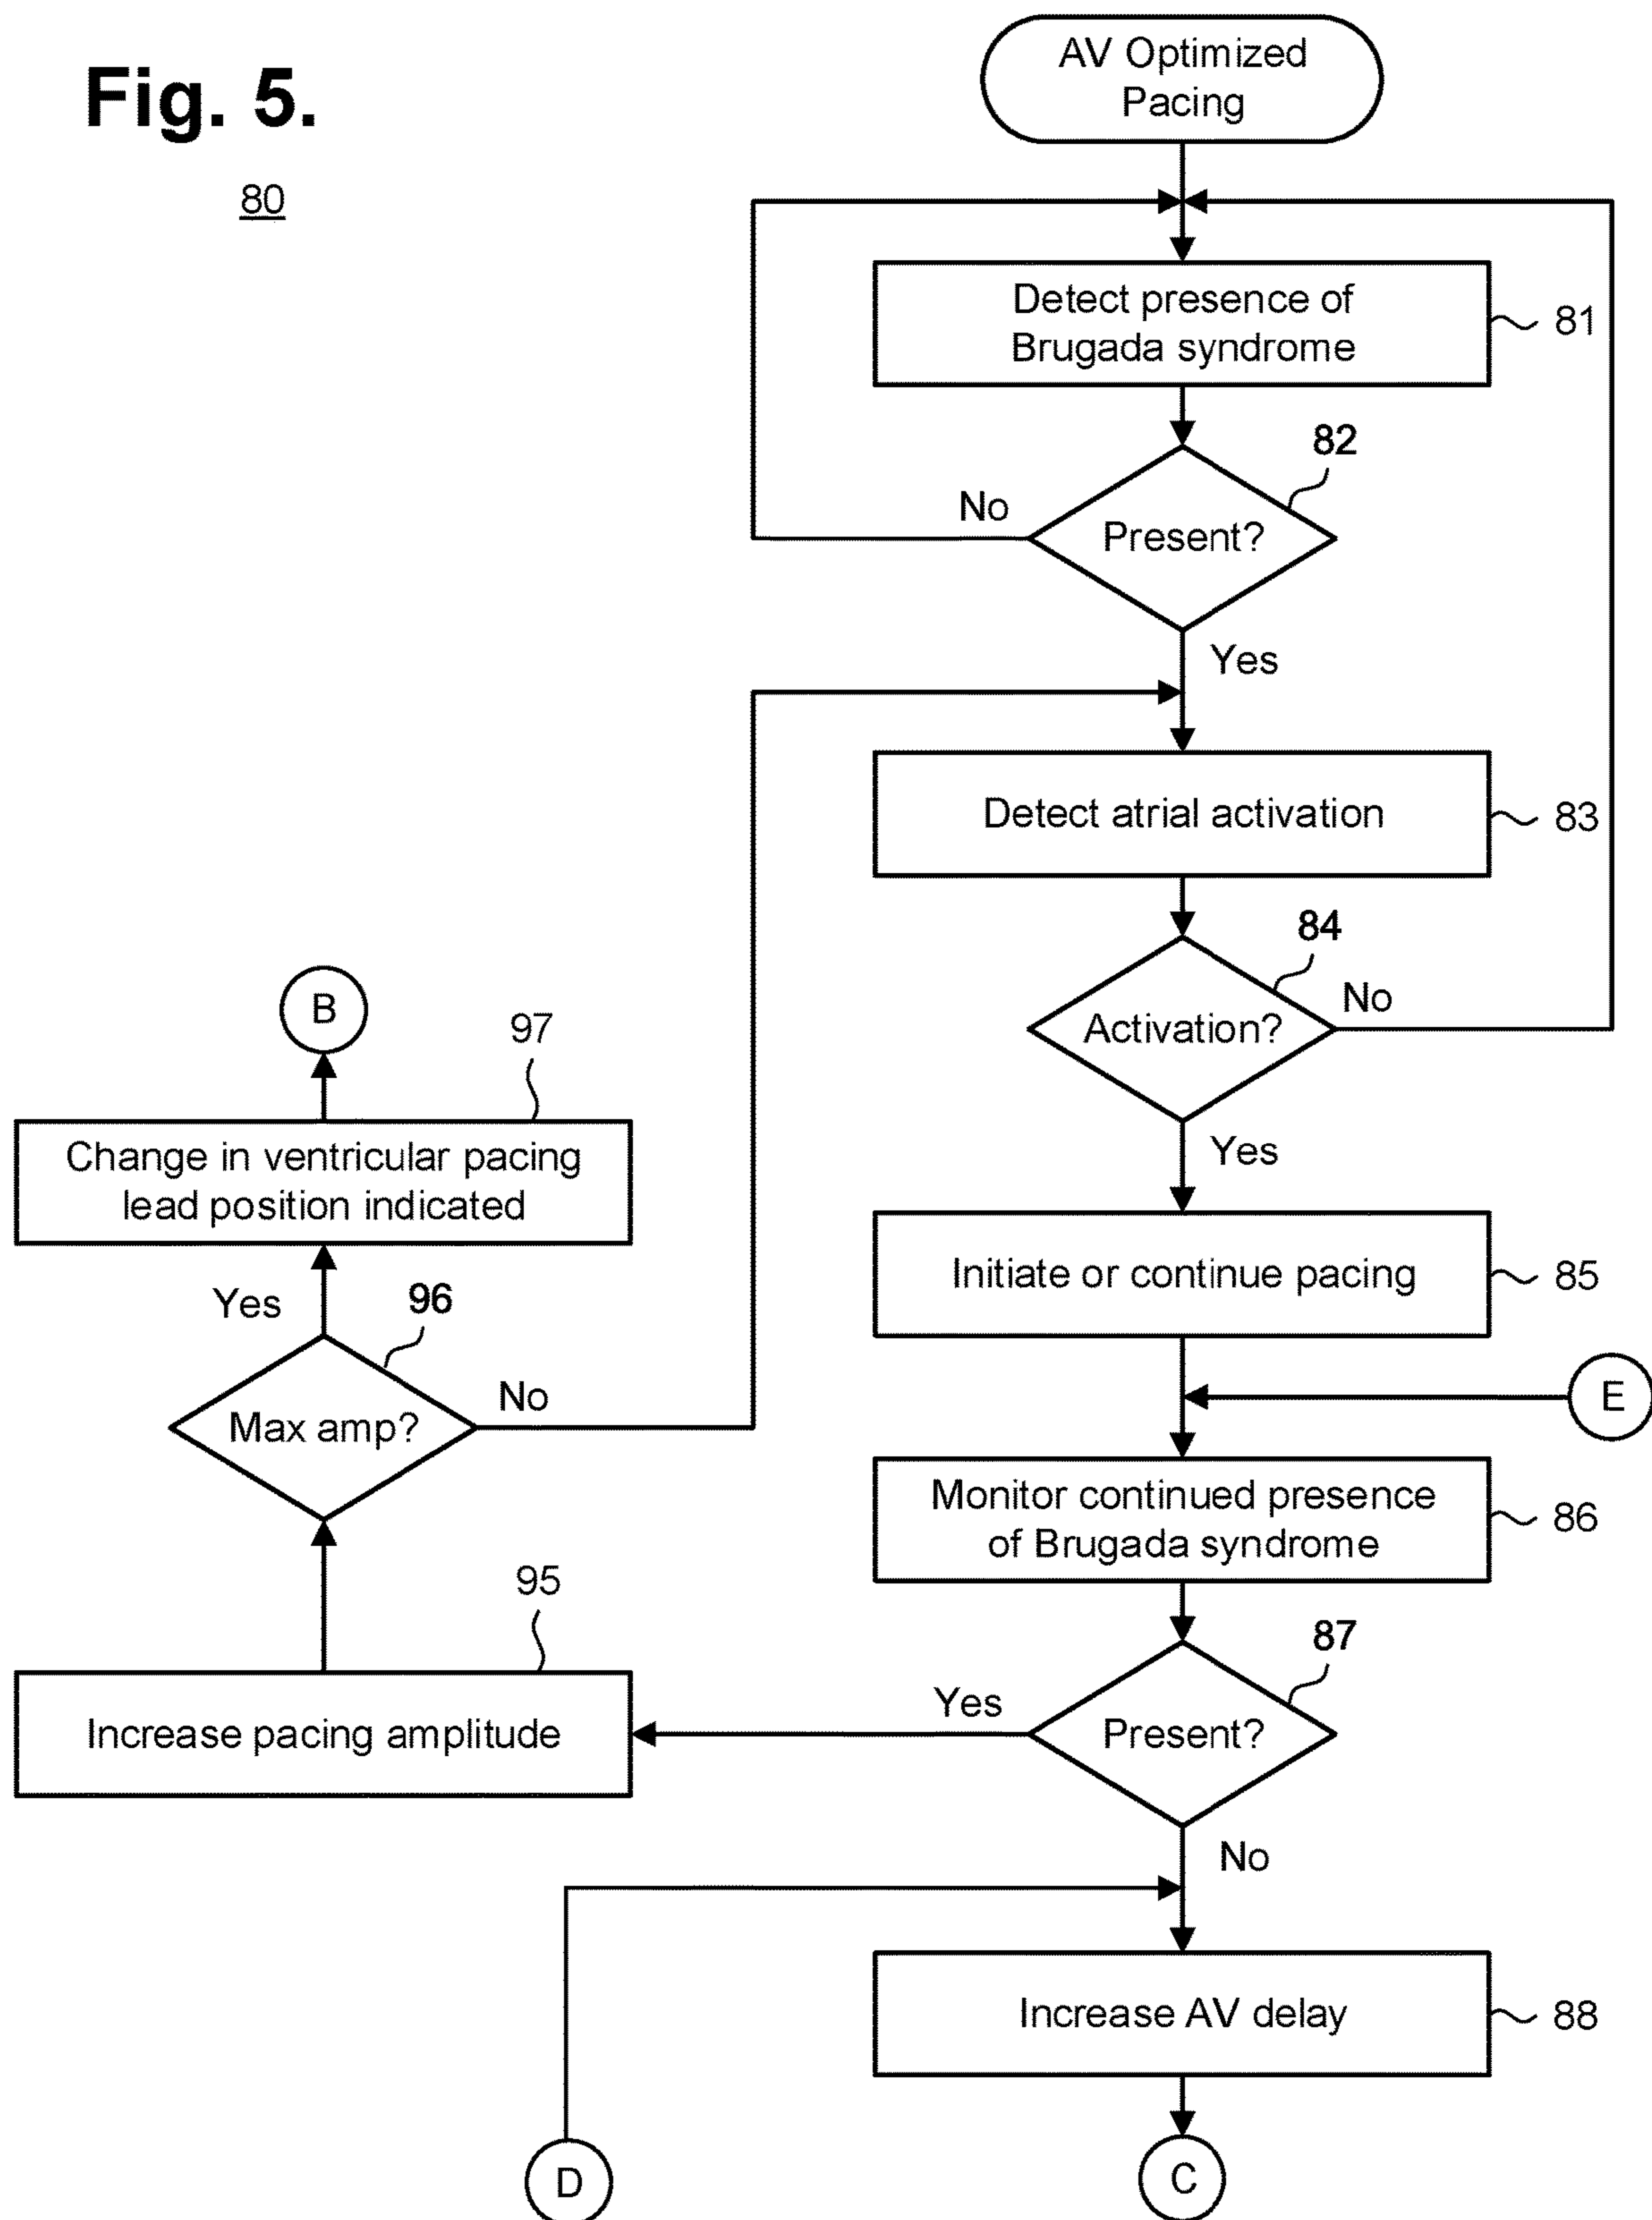 Fig. 5.
80
AV Optimized
Pacing
Detect presence of
Brugada syndrome
81
82
No
Present?
Yes
Detect atrial activation
83
84
Activation?
No
Yes
B
97
Change in ventricular pacing
lead position indicated
Initiate or continue pacing
85
Yes
96
Max amp?
No
E
Monitor continued presence
of Brugada syndrome
86
95
87
Increase pacing amplitude
Yes
Present?
No
Increase AV delay
88
D
C